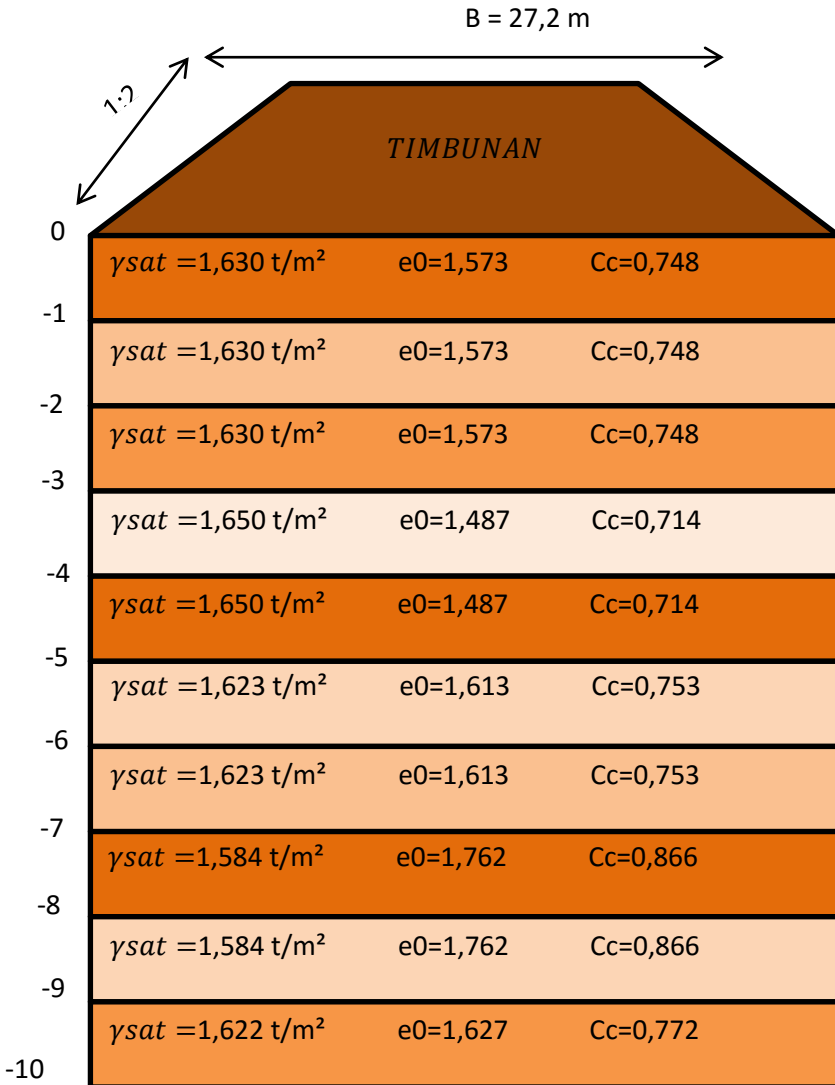 B = 27,2 m
1:2
TIMBUNAN
0
γsat =1,630 t/m² e0=1,573 Cc=0,748
-1
γsat =1,630 t/m² e0=1,573 Cc=0,748
-2
γsat =1,630 t/m² e0=1,573 Cc=0,748
-3
γsat =1,650 t/m² e0=1,487 Cc=0,714
-4
γsat =1,650 t/m² e0=1,487 Cc=0,714
-5
γsat =1,623 t/m² e0=1,613 Cc=0,753
-6
γsat =1,623 t/m² e0=1,613 Cc=0,753
-7
γsat =1,584 t/m² e0=1,762 Cc=0,866
-8
γsat =1,584 t/m² e0=1,762 Cc=0,866
-9
γsat =1,622 t/m² e0=1,627 Cc=0,772
-10